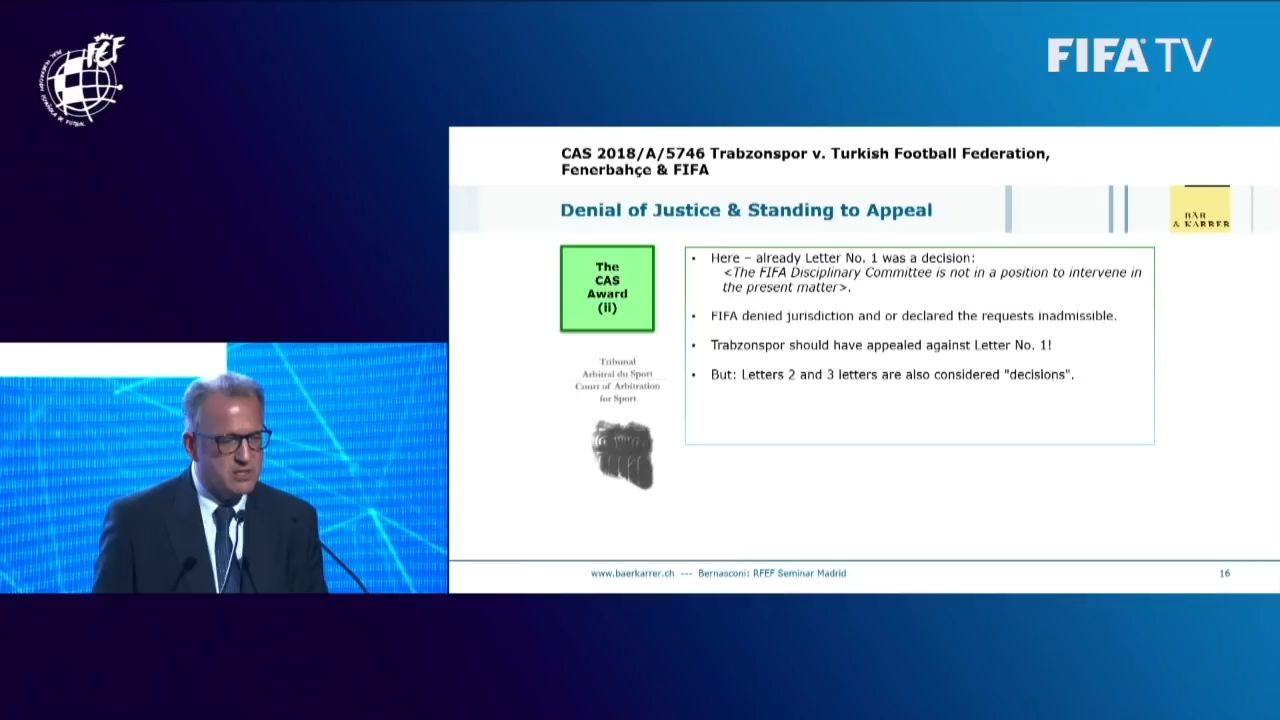 FIFA TV
CAS 2018/A/5746 Trabzonspor v. Turkish Football Federation,
Fenerbahçe & FIFA
Denial of Justice & Standing to Appeal
BÄR
& KARRER
The
CAS
Award
(ii)
• Here – already Letter No. 1 was a decision:
<The FIFA Disciplinary Committee is not in a position to intervene in
the present matter>.
• FIFA denied jurisdiction and or declared the requests inadmissible.
• Trabzonspor should have appealed against Letter No. 1!
• But: Letters 2 and 3 letters are also considered "decisions".
Tribunal
Arbitral du Sport
Court of Arbitration
for Sport
www.baerkarrer.ch --- Bernasconi: RFEF Seminar Madrid
16